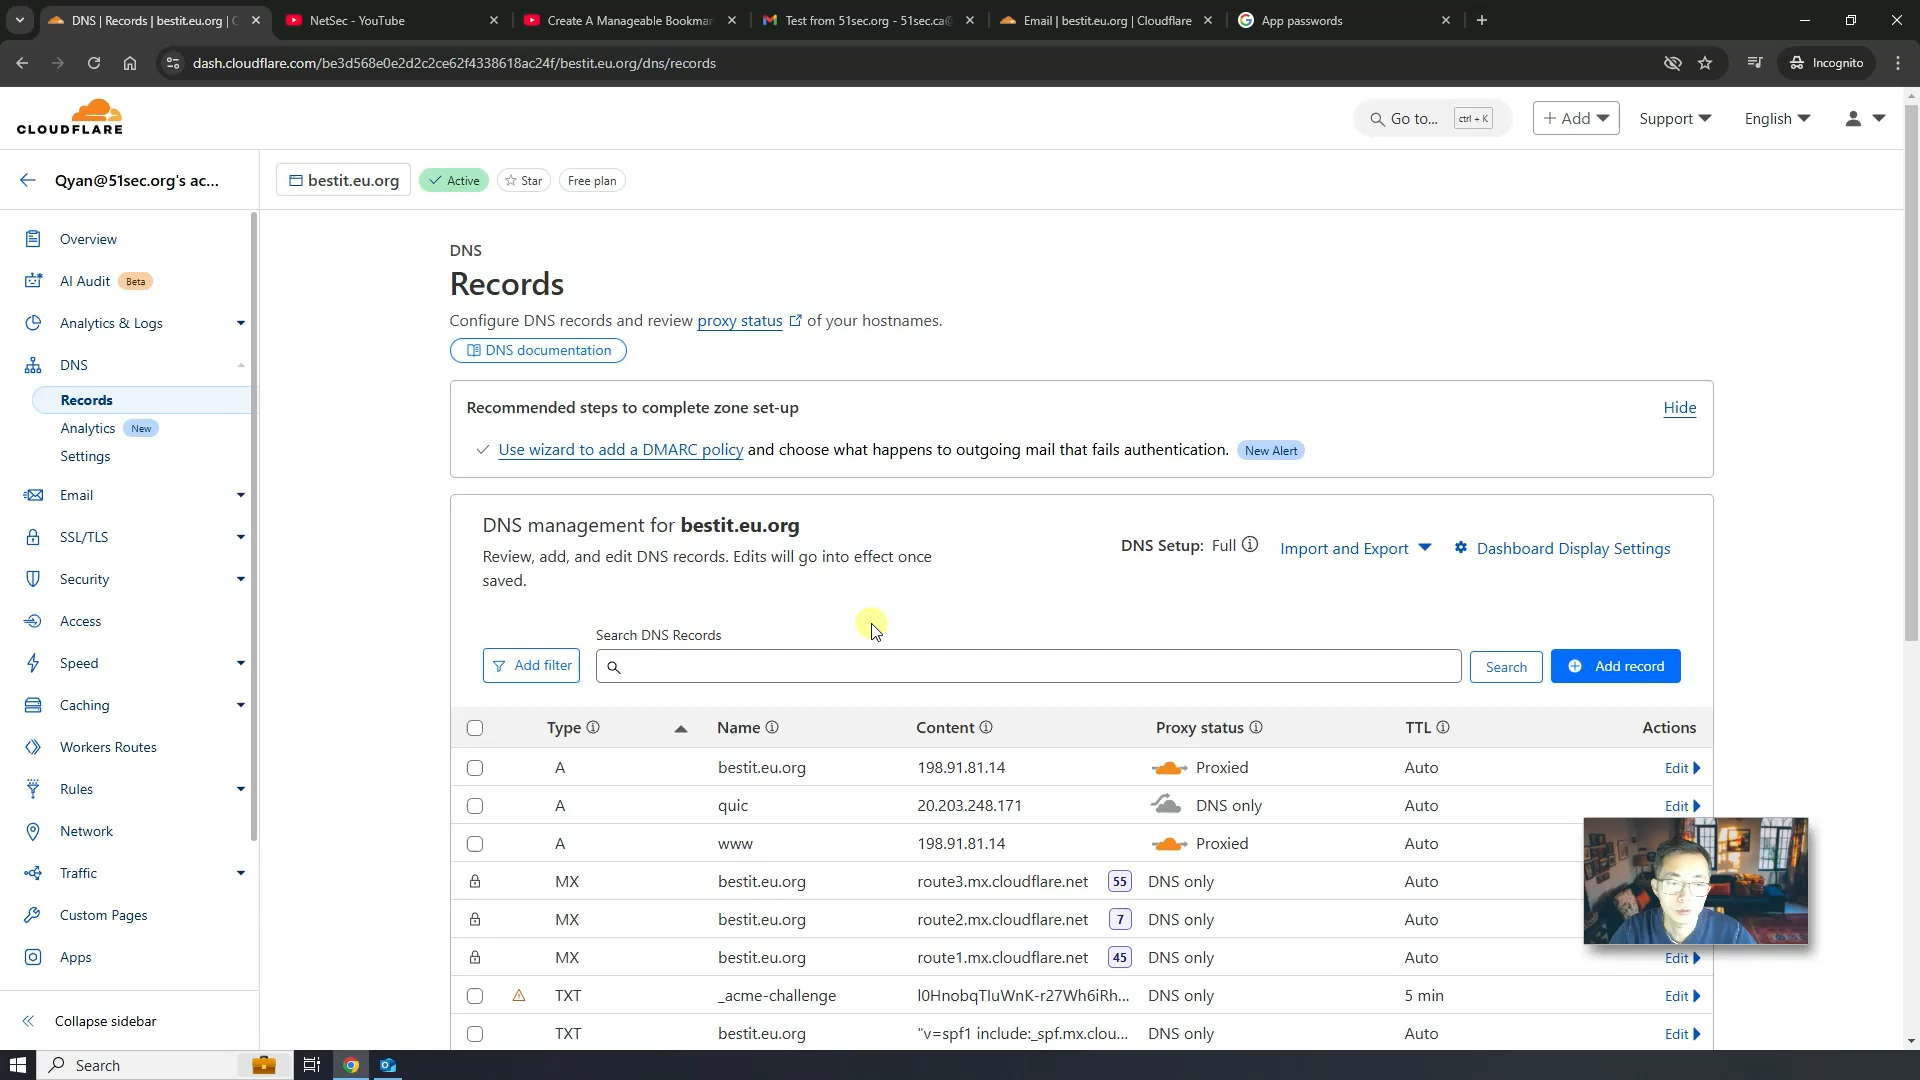 DNS | Records | bestit.eu.org | C
NetSec - YouTube
Create A Manageable Bookmar
Test from 51sec.org - 51sec.ca@
Email | bestit.eu.org | Cloudflare
App passwords
dash.cloudflare.com/be3d568e0e2d2c2ce62f4338618ac24f/bestit.eu.org/dns/records
Incognito
CLOUDFLARE
Go to... ctrl + K
Add
Support
English
Qyan@51sec.org's ac...
bestit.eu.org
Active
Star
Free plan
Overview
AI Audit Beta
Analytics & Logs
DNS
Records
Analytics New
Settings
Email
SSL/TLS
Security
Access
Speed
Caching
Workers Routes
Rules
Network
Traffic
Custom Pages
Apps
Collapse sidebar
DNS
Records
Configure DNS records and review proxy status of your hostnames.
DNS documentation
Recommended steps to complete zone set-up
Hide
Use wizard to add a DMARC policy and choose what happens to outgoing mail that fails authentication. New Alert
DNS management for bestit.eu.org
Review, add, and edit DNS records. Edits will go into effect once
saved.
DNS Setup: Full
Import and Export
Dashboard Display Settings
Search DNS Records
Add filter
Search
Add record
Type Name Content Proxy status TTL Actions
A bestit.eu.org 198.91.81.14 Proxied Auto Edit
A quic 20.203.248.171 DNS only Auto Edit
A www 198.91.81.14 Proxied Auto
MX bestit.eu.org route3.mx.cloudflare.net 55 DNS only Auto
MX bestit.eu.org route2.mx.cloudflare.net 7 DNS only Auto
MX bestit.eu.org route1.mx.cloudflare.net 45 DNS only Auto Edit
TXT _acme-challenge DNS only 5 min Edit
TXT bestit.eu.org "v=spf1 include:_spf.mx.clou... DNS only Auto Edit
Search